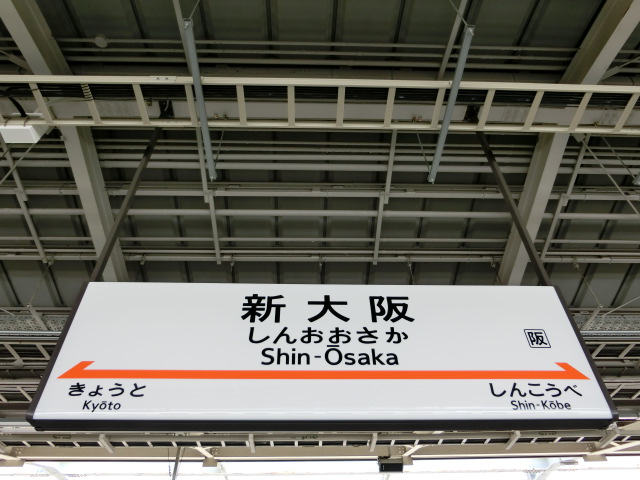 新大阪
しんおおさか
Shin-Ōsaka
阪
きょうと
Kyōto
しんこうべ
Shin-Kōbe